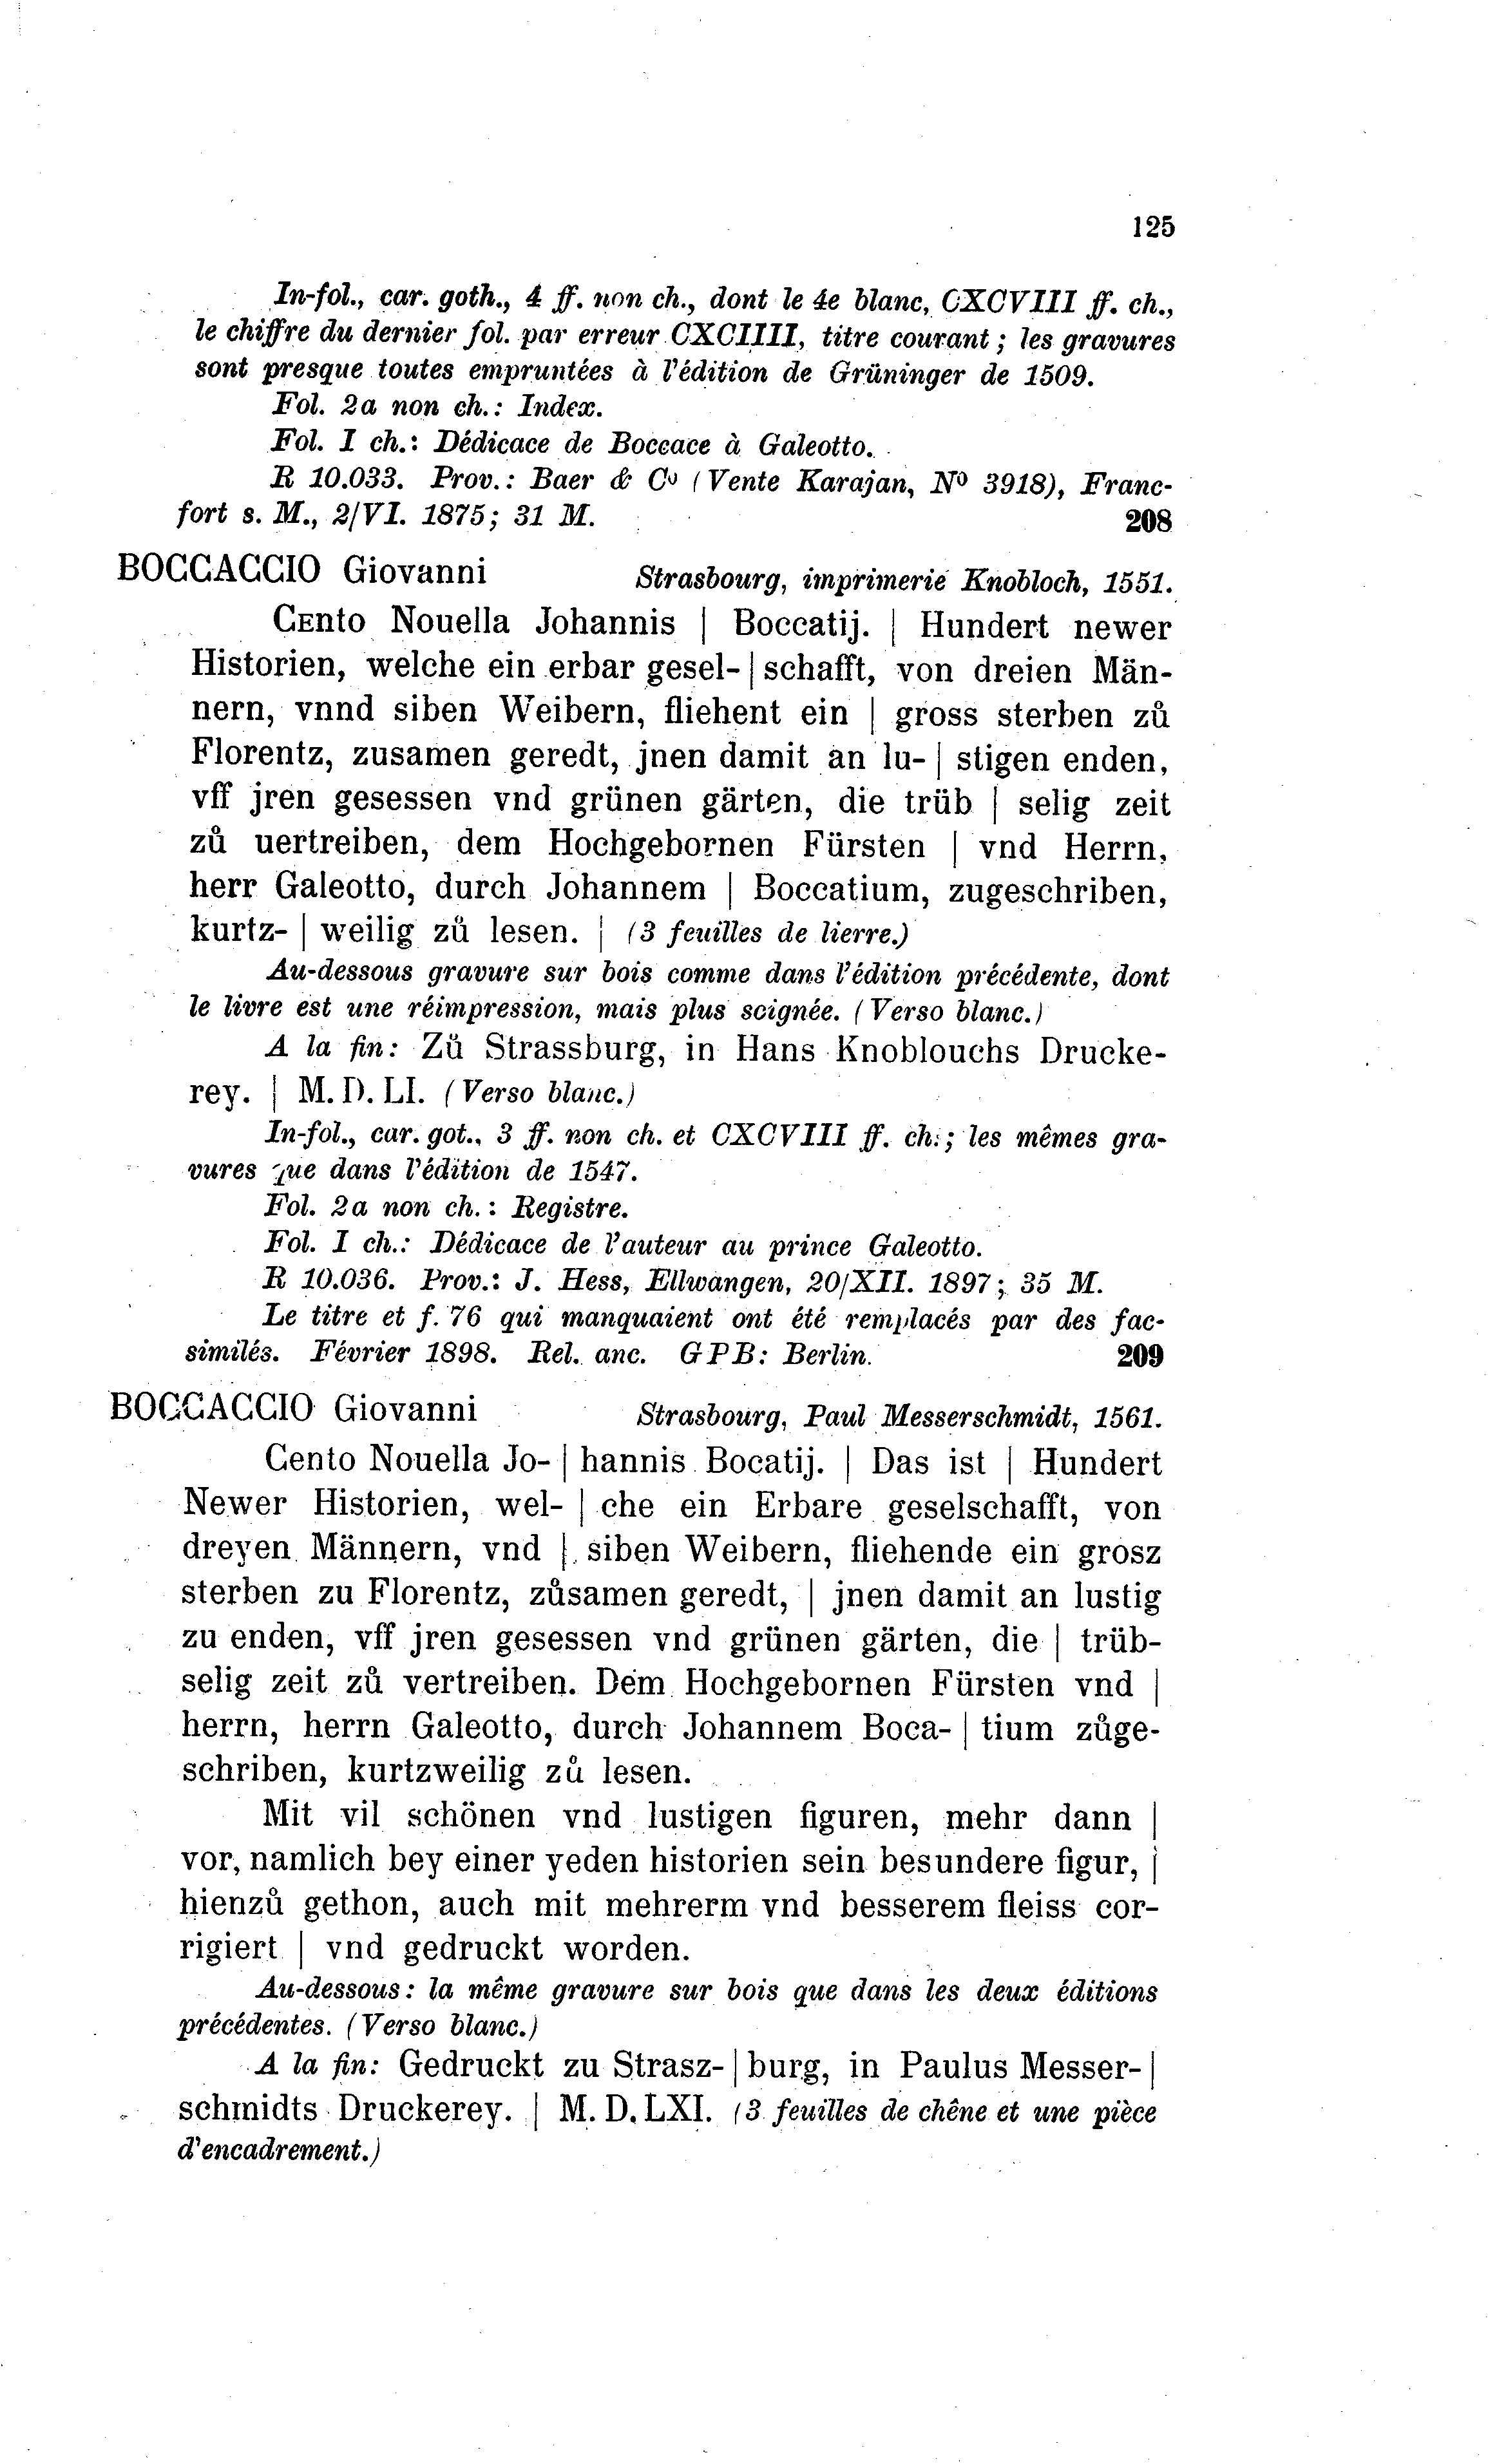 125
In-fol., car. goth., 4 ff. non ch., dont le 4e blanc, CXCVIII ff. ch.,
le chiffre du dernier fol. par erreur CXCIIII, titre courant ; les gravures
sont presque toutes empruntées à l'édition de Grüninger de 1509.
Fol. 2a non ch. : Index.
Fol. I ch.: Dédicace de Boccace à Galeotto.
R 10.033. Prov.: Baer & Co (Vente Karajan, No 3918), Franc-
fort s. M., 2/VI. 1875; 31 M. 208
BOCCACCIO Giovanni Strasbourg, imprimerie Knobloch, 1551.
CENto Nouella Johannis | Boccatij. | Hundert newer
Historien, welche ein erbar gesel-|schafft, von dreien Män-
nern, vnnd siben Weibern, fliehent ein | gross sterben zů
Florentz, zusamen geredt, jnen damit an lu-| stigen enden,
vff jren gesessen vnd grünen gärten, die trüb | selig zeit
zů uertreiben, dem Hochgebornen Fürsten | vnd Herrn,
herr Galeotto, durch Johannem | Boccatium, zugeschriben,
kurtz- | weilig zů lesen. | (3 feuilles de lierre.)
Au-dessous gravure sur bois comme dans l'édition précédente, dont
le livre est une réimpression, mais plus soignée. (Verso blanc.)
A la fin: Zů Strassburg, in Hans Knoblouchs Drucke-
rey. | M. D. LI. (Verso blanc.)
In-fol., car. got., 3 ff. non ch. et CXCVIII ff. ch.; les mêmes gra-
vures que dans l'édition de 1547.
Fol. 2a non ch. : Registre.
Fol. I ch.: Dédicace de l'auteur au prince Galeotto.
R 10.036. Prov.: J. Hess, Ellwangen, 20/XII. 1897; 35 M.
Le titre et f. 76 qui manquaient ont été remplacés par des fac-
similés. Février 1898. Rel. anc. GPB: Berlin. 209
BOCCACCIO Giovanni Strasbourg, Paul Messerschmidt, 1561.
Cento Nouella Jo- | hannis Bocatij. | Das ist | Hundert
Newer Historien, wel- | che ein Erbare geselschafft, von
dreyen Männern, vnd | siben Weibern, fliehende ein grosz
sterben zu Florentz, zůsamen geredt, | jnen damit an lustig
zu enden, vff jren gesessen vnd grünen gärten, die | trüb-
selig zeit zů vertreiben. Dem Hochgebornen Fürsten vnd |
herrn, herrn Galeotto, durch Johannem Boca- | tium zůge-
schriben, kurtzweilig zů lesen.
Mit vil schönen vnd lustigen figuren, mehr dann |
vor, namlich bey einer yeden historien sein besundere figur, |
hienzů gethon, auch mit mehrerm vnd besserem fleiss cor-
rigiert | vnd gedruckt worden.
Au-dessous: la même gravure sur bois que dans les deux éditions
précédentes. (Verso blanc.)
A la fin: Gedruckt zu Strasz-|burg, in Paulus Messer-|
schmidts Druckerey. | M. D. LXI. (3 feuilles de chêne et une pièce
d'encadrement.)